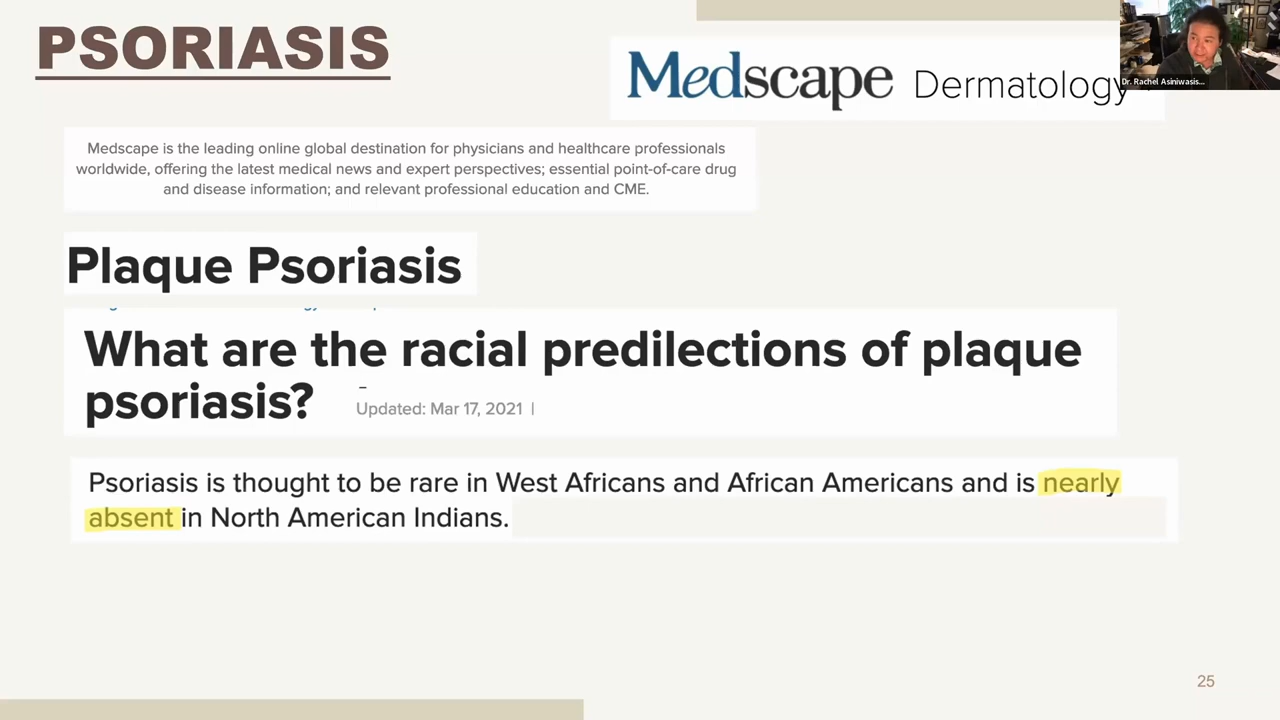 PSORIASIS
Medscape Dermatology
Dr. Rachel Asiniwasis...
Medscape is the leading online global destination for physicians and healthcare professionals
worldwide, offering the latest medical news and expert perspectives; essential point-of-care drug
and disease information; and relevant professional education and CME.
Plaque Psoriasis
What are the racial predilections of plaque
psoriasis?
Updated: Mar 17, 2021 |
Psoriasis is thought to be rare in West Africans and African Americans and is nearly
absent in North American Indians.
25